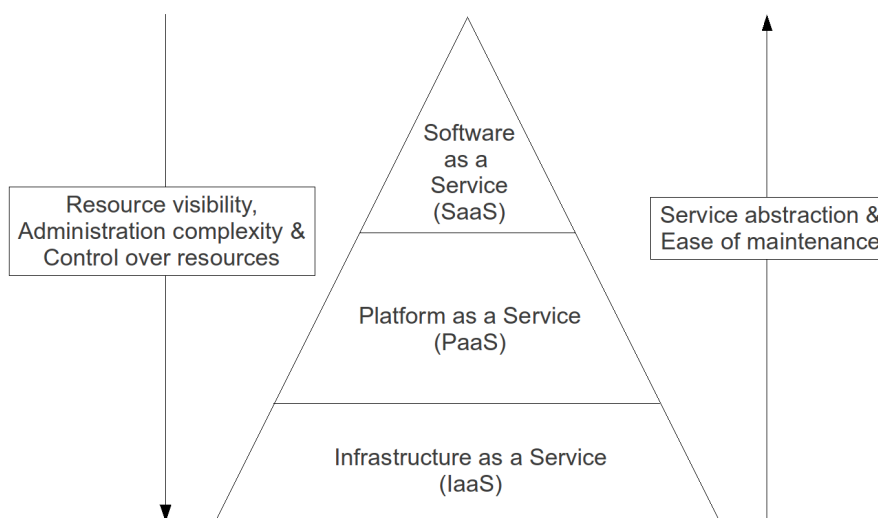 Software
as a
Service
(SaaS)
Resource visibility,
Administration complexity &
Control over resources
Service abstraction &
Ease of maintenance
Platform as a Service
(PaaS)
Infrastructure as a Service
(IaaS)